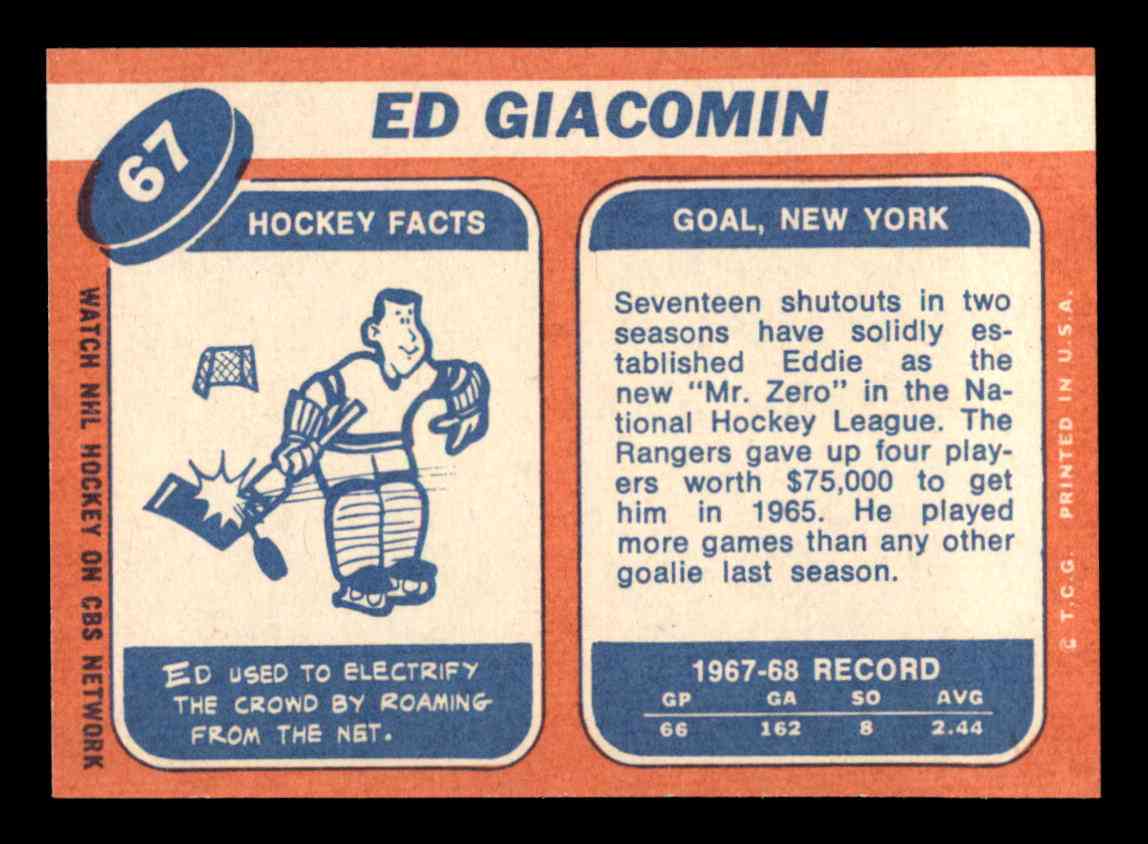 67
ED GIACOMIN
HOCKEY FACTS
ED USED TO ELECTRIFY
THE CROWD BY ROAMING
FROM THE NET.
GOAL, NEW YORK
Seventeen shutouts in two
seasons have solidly es-
tablished Eddie as the
new "Mr. Zero" in the Na-
tional Hockey League. The
Rangers gave up four play-
ers worth $75,000 to get
him in 1965. He played
more games than any other
goalie last season.
1967-68 RECORD
GP GA SO AVG
66 162 8 2.44
WATCH NHL HOCKEY ON CBS NETWORK
© T.C.G. PRINTED IN U.S.A.